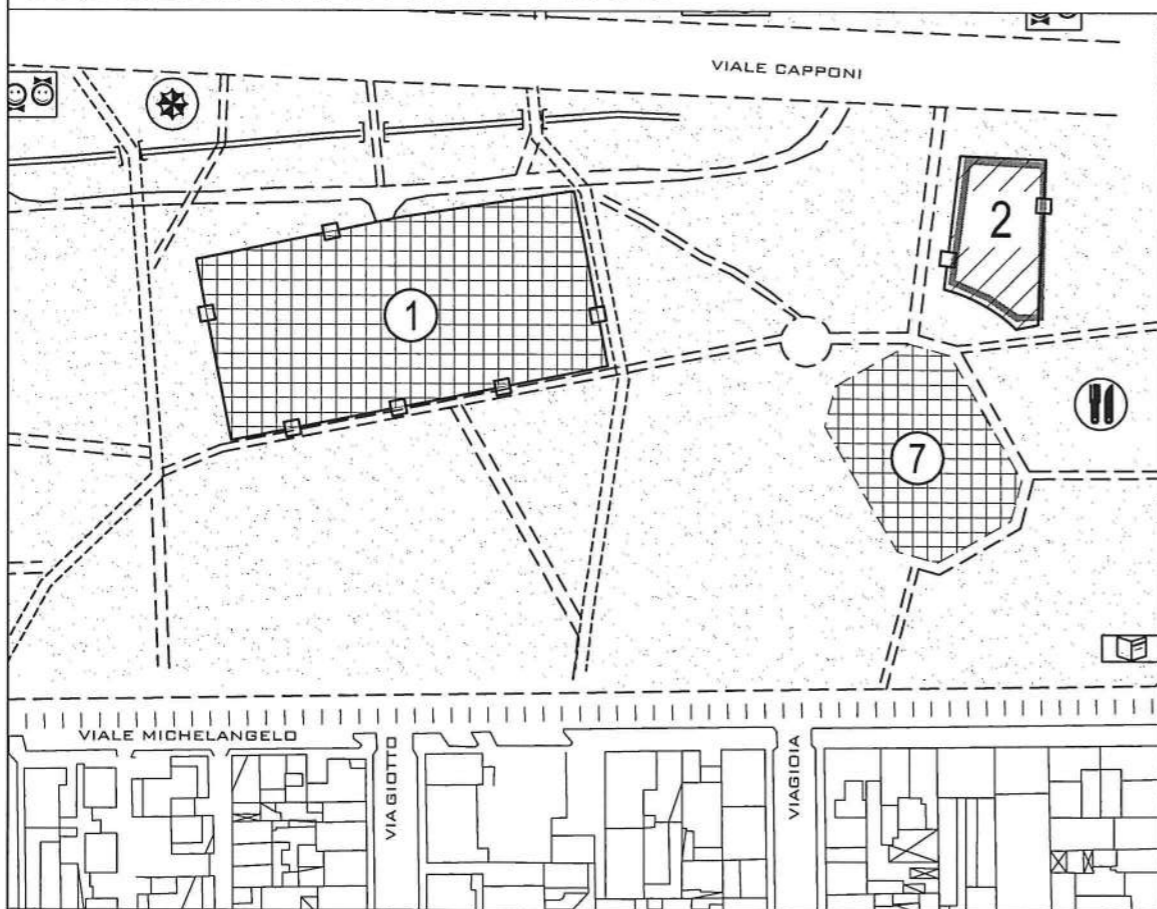 VIALE CAPPONI
2
1
7
VIALE MICHELANGELO
VIA GIOTTO
VIAGIOIA